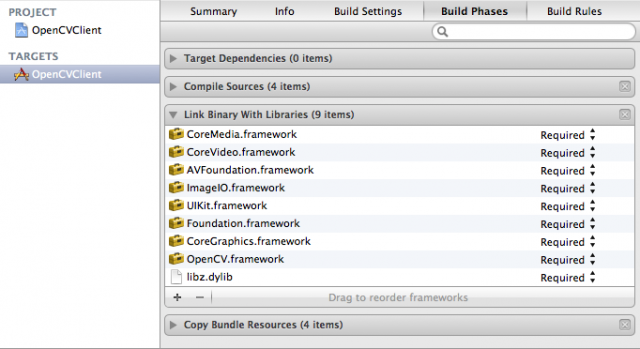 PROJECT
OpenCVClient
TARGETS
OpenCVClient
Summary Info Build Settings Build Phases Build Rules
Target Dependencies (0 items)
Compile Sources (4 items)
Link Binary With Libraries (9 items)
CoreMedia.framework Required
CoreVideo.framework Required
AVFoundation.framework Required
ImageIO.framework Required
UIKit.framework Required
Foundation.framework Required
CoreGraphics.framework Required
OpenCV.framework Required
libz.dylib Required
+ − Drag to reorder frameworks
Copy Bundle Resources (4 items)